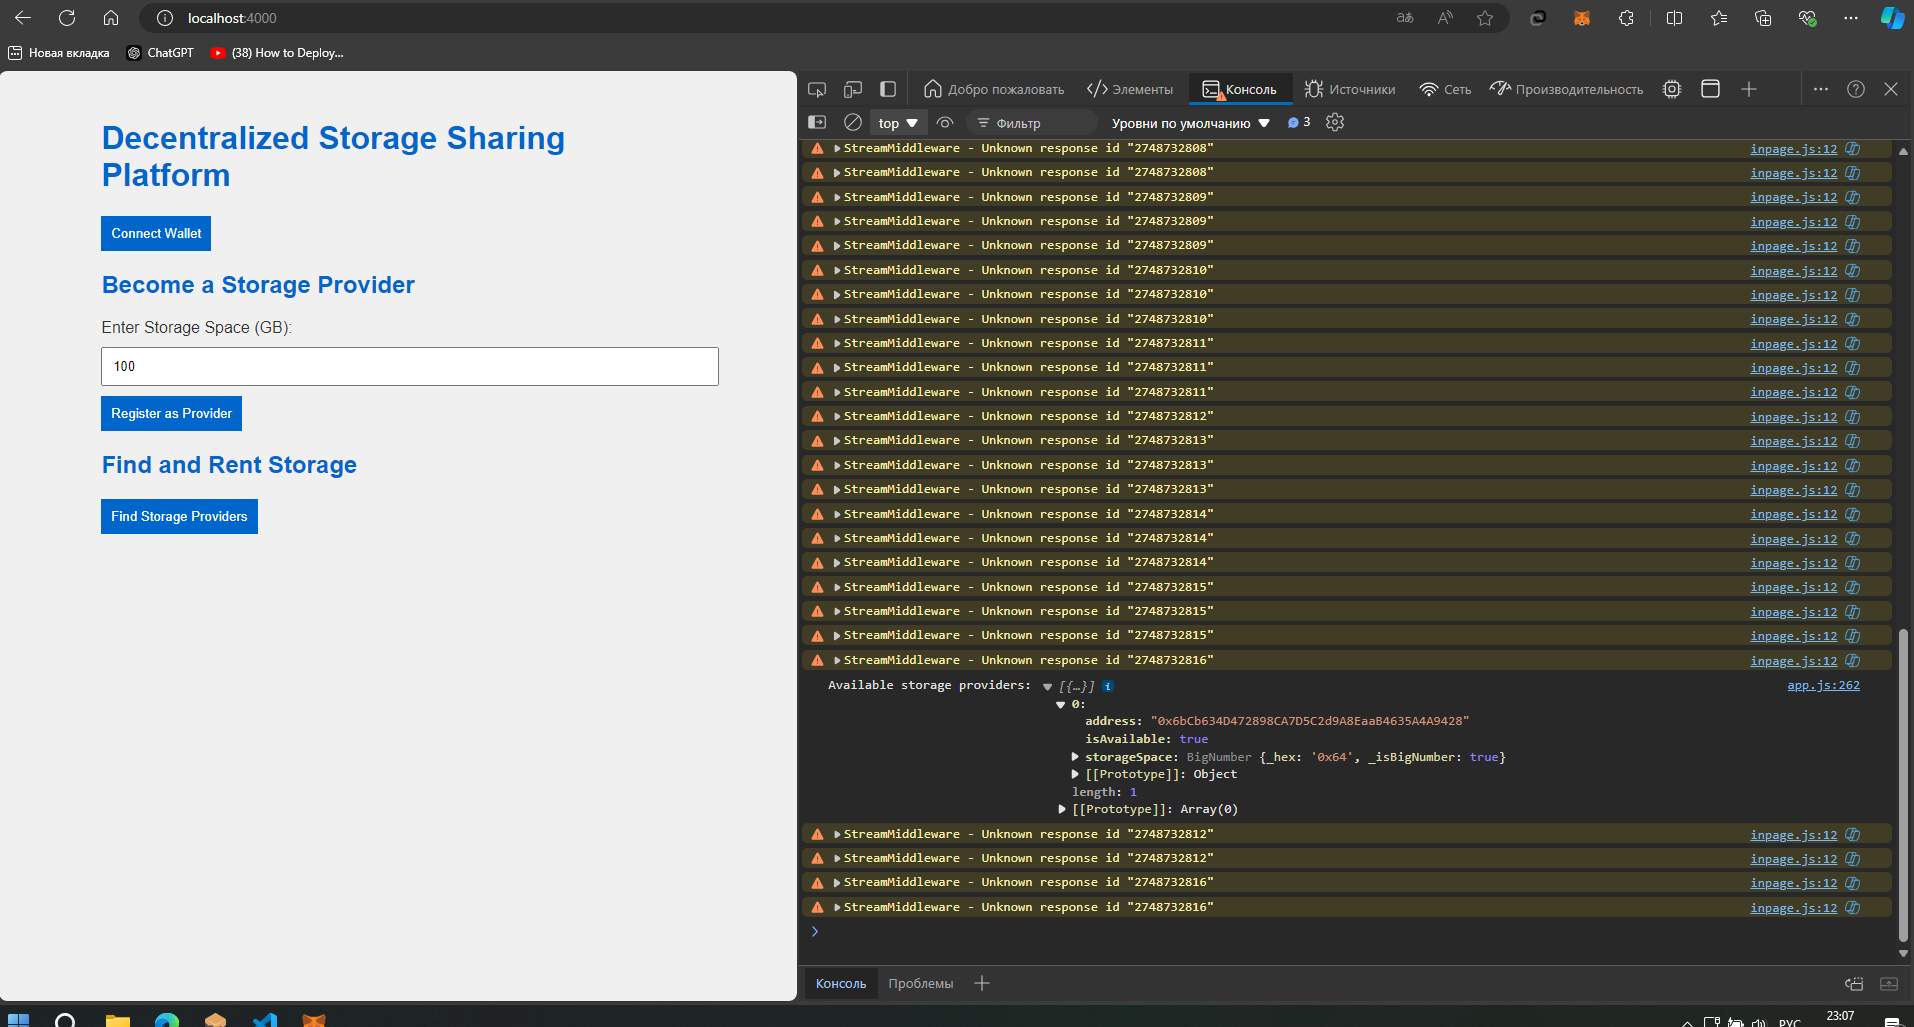 localhost:4000
Новая вкладка
ChatGPT
(38) How to Deploy...
Decentralized Storage Sharing
Platform
Connect Wallet
Become a Storage Provider
Enter Storage Space (GB):
100
Register as Provider
Find and Rent Storage
Find Storage Providers
Добро пожаловать
Элементы
Консоль
Источники
Сеть
Производительность
top
Фильтр
Уровни по умолчанию
3
StreamMiddleware - Unknown response id "2748732808" inpage.js:12
StreamMiddleware - Unknown response id "2748732808" inpage.js:12
StreamMiddleware - Unknown response id "2748732809" inpage.js:12
StreamMiddleware - Unknown response id "2748732809" inpage.js:12
StreamMiddleware - Unknown response id "2748732809" inpage.js:12
StreamMiddleware - Unknown response id "2748732810" inpage.js:12
StreamMiddleware - Unknown response id "2748732810" inpage.js:12
StreamMiddleware - Unknown response id "2748732810" inpage.js:12
StreamMiddleware - Unknown response id "2748732811" inpage.js:12
StreamMiddleware - Unknown response id "2748732811" inpage.js:12
StreamMiddleware - Unknown response id "2748732811" inpage.js:12
StreamMiddleware - Unknown response id "2748732812" inpage.js:12
StreamMiddleware - Unknown response id "2748732813" inpage.js:12
StreamMiddleware - Unknown response id "2748732813" inpage.js:12
StreamMiddleware - Unknown response id "2748732813" inpage.js:12
StreamMiddleware - Unknown response id "2748732814" inpage.js:12
StreamMiddleware - Unknown response id "2748732814" inpage.js:12
StreamMiddleware - Unknown response id "2748732814" inpage.js:12
StreamMiddleware - Unknown response id "2748732815" inpage.js:12
StreamMiddleware - Unknown response id "2748732815" inpage.js:12
StreamMiddleware - Unknown response id "2748732815" inpage.js:12
StreamMiddleware - Unknown response id "2748732816" inpage.js:12
Available storage providers: [{…}] app.js:262
0:
address: "0x6bCb634D472898CA7D5C2d9A8EaaB4635A4A9428"
isAvailable: true
storageSpace: BigNumber {_hex: '0x64', _isBigNumber: true}
[[Prototype]]: Object
length: 1
[[Prototype]]: Array(0)
StreamMiddleware - Unknown response id "2748732812" inpage.js:12
StreamMiddleware - Unknown response id "2748732812" inpage.js:12
StreamMiddleware - Unknown response id "2748732816" inpage.js:12
StreamMiddleware - Unknown response id "2748732816" inpage.js:12
Консоль
Проблемы
РУС
23:07